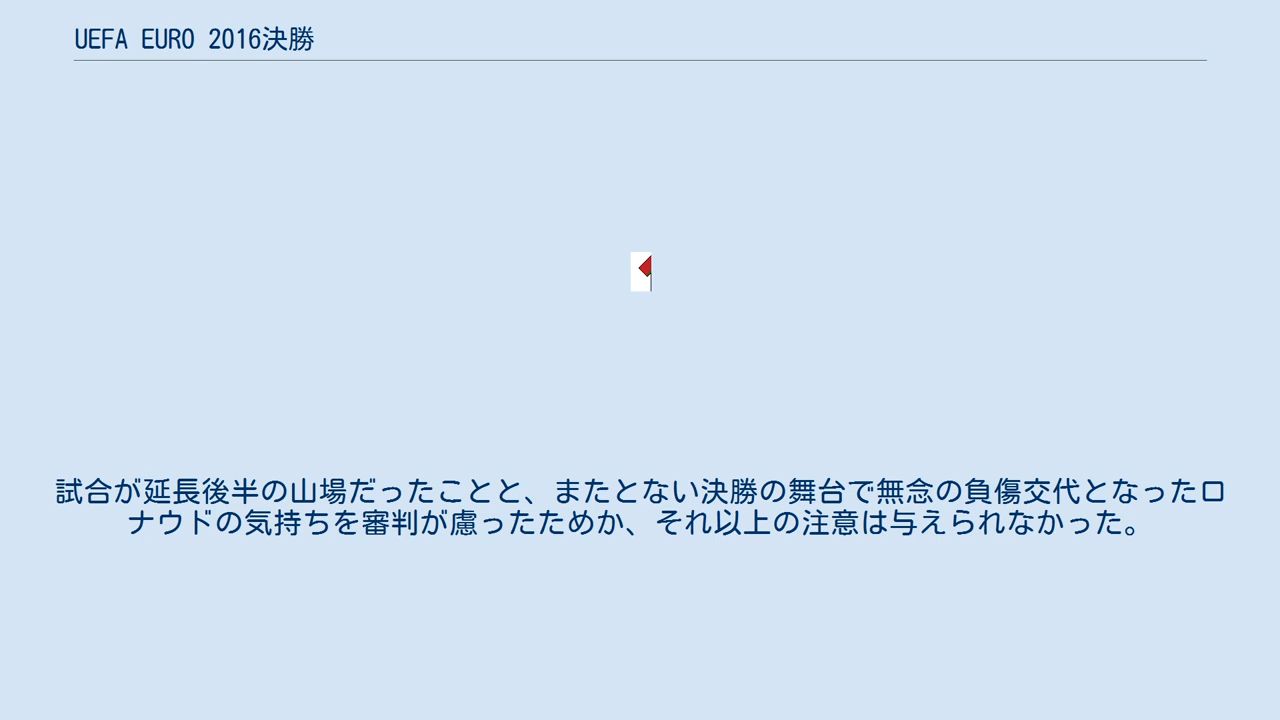 UEFA EURO 2016決勝
試合が延長後半の山場だったことと、またとない決勝の舞台で無念の負傷交代となったロ
ナウドの気持ちを審判が慮ったためか、それ以上の注意は与えられなかった。